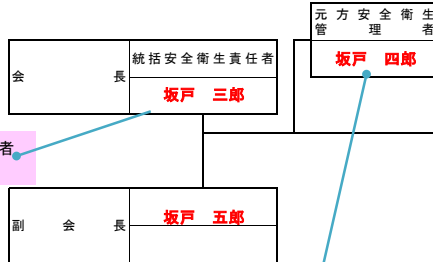 元方安全衛生
管理者
坂戸 四郎
会長
統括安全衛生責任者
坂戸 三郎
者
副会長
坂戸 五郎